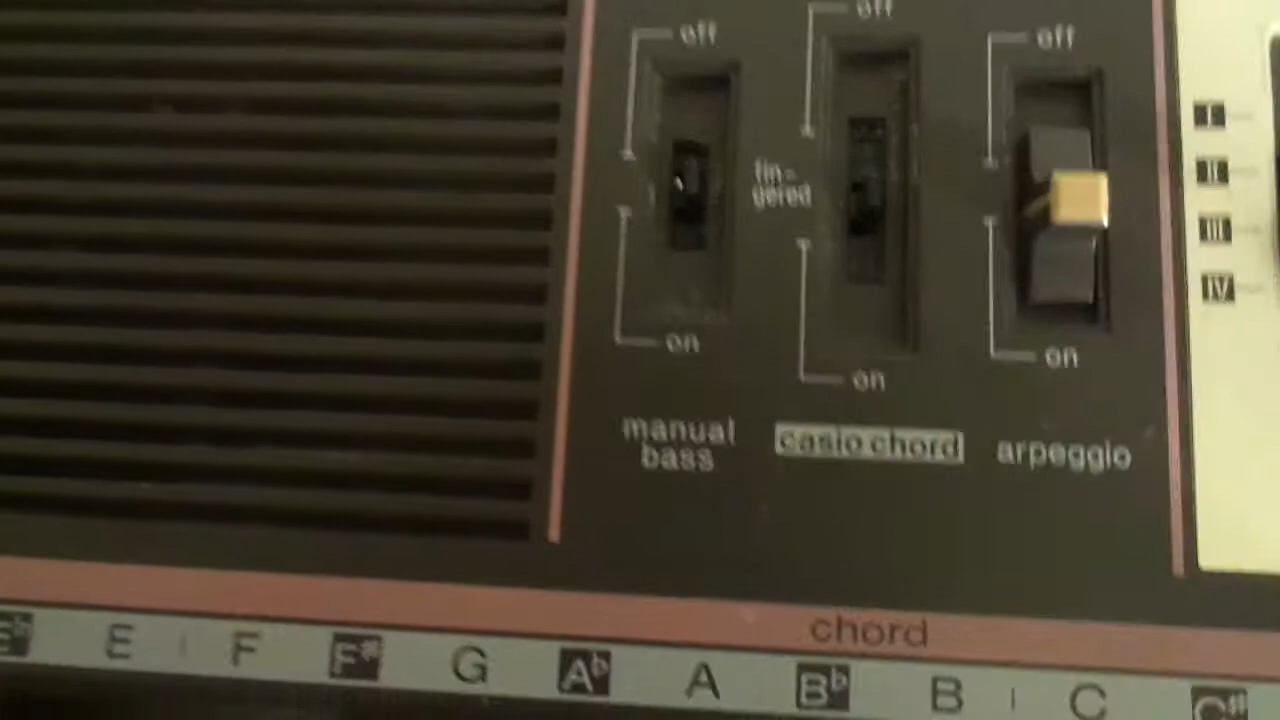 off
off
off
fin-
gered
on
on
on
manual
bass
casio chord
arpeggio
I
II
III
IV
chord
E♭ E F F♯ G A♭ A B♭ B C C♯